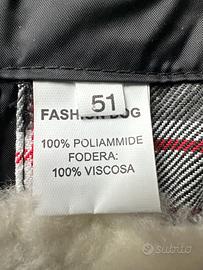 51
FASHION DOG
100% POLIAMMIDE
FODERA:
100% VISCOSA
subito